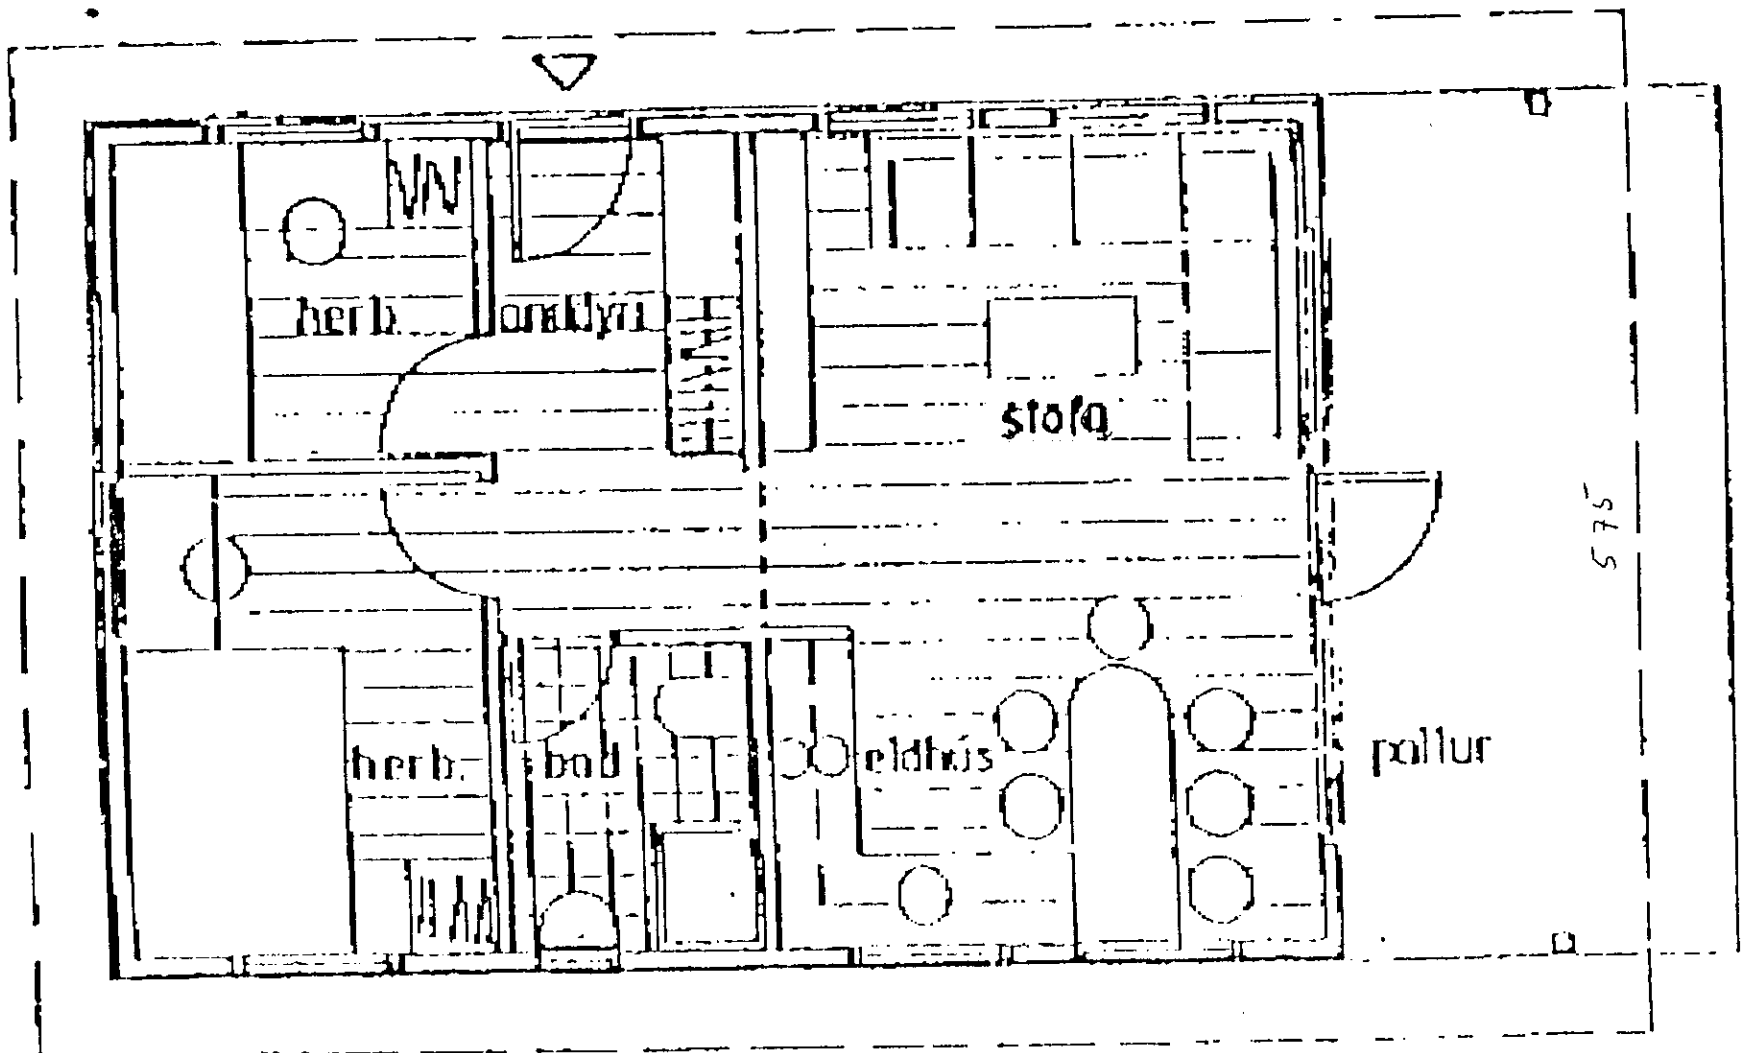 herb.
anddyri
stofa
575
herb.
bað
eldhús
pallur